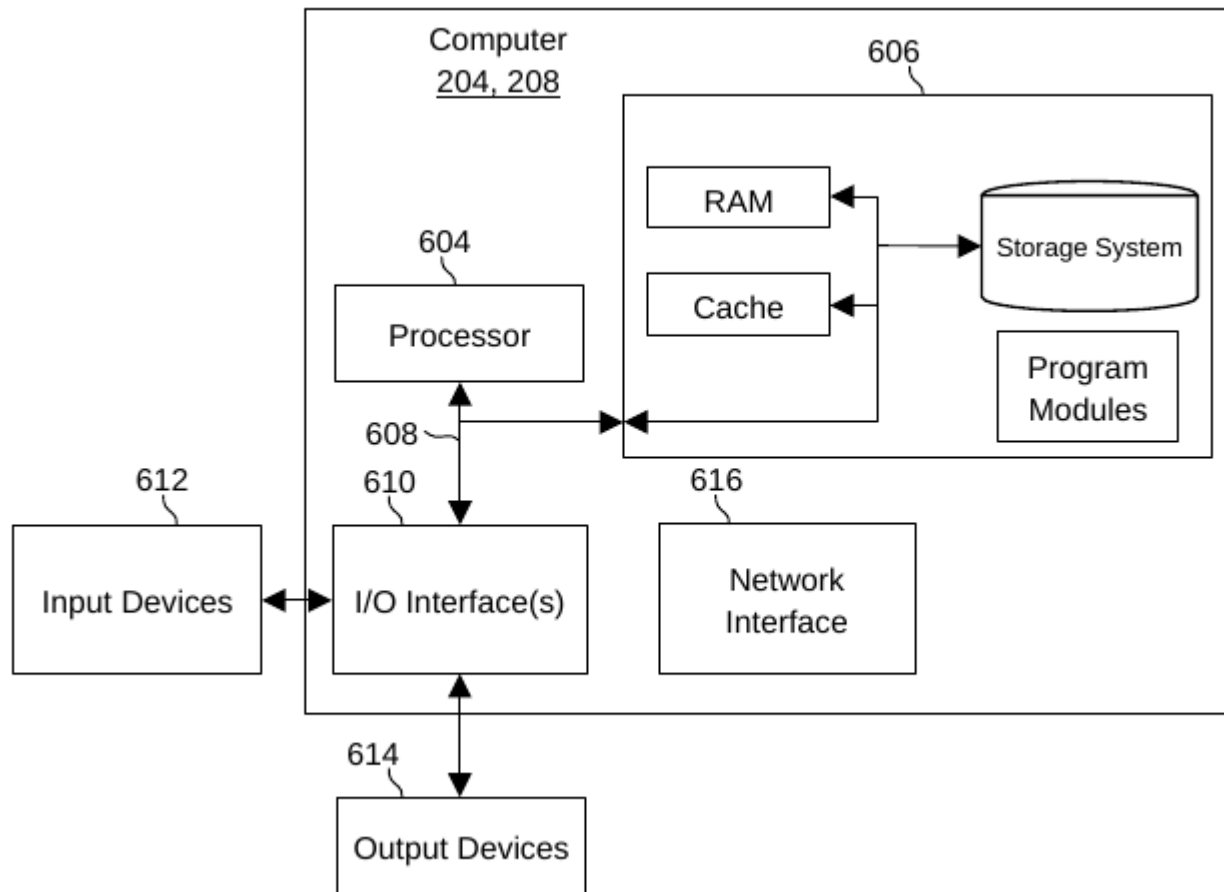 Computer
204, 208
606
RAM
Storage System
604
Cache
Processor
Program
Modules
608
612
610
616
Input Devices
I/O Interface(s)
Network
Interface
614
Output Devices